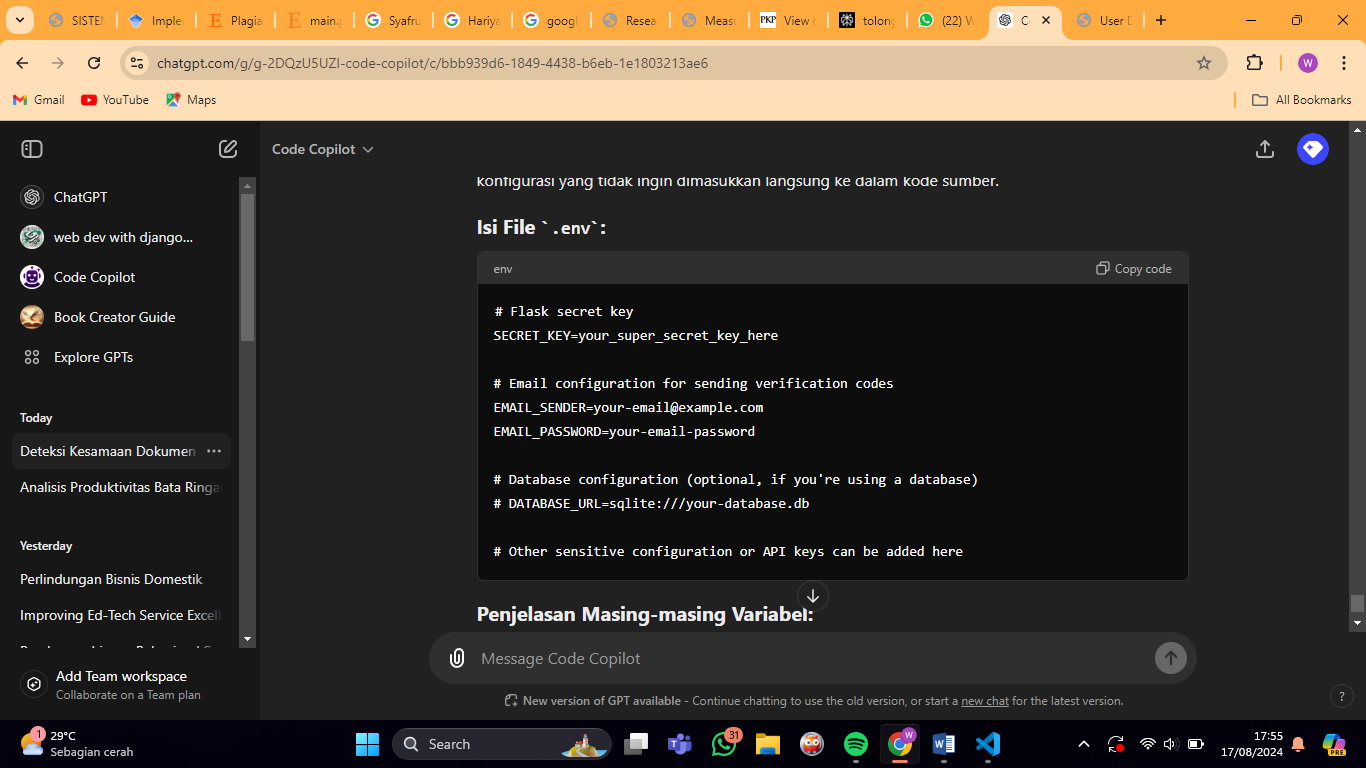 SISTEM
Implem
Plagia
main.p
Syafru
Hariya
googl
Resea
Measu
PKP
View o
tolong
(22) W
C
User D
chatgpt.com/g/g-2DQzU5UZl-code-copilot/c/bbb939d6-1849-4438-b6eb-1e1803213ae6
W
Gmail
YouTube
Maps
All Bookmarks
Code Copilot
ChatGPT
web dev with django...
Code Copilot
Book Creator Guide
Explore GPTs
Today
Deteksi Kesamaan Dokumen
Analisis Produktivitas Bata Ringa
Yesterday
Perlindungan Bisnis Domestik
Improving Ed-Tech Service Excell
Add Team workspace
Collaborate on a Team plan
konfigurasi yang tidak ingin dimasukkan langsung ke dalam kode sumber.
Isi File `.env`:
env
Copy code
# Flask secret key
SECRET_KEY=your_super_secret_key_here
# Email configuration for sending verification codes
EMAIL_SENDER=your-email@example.com
EMAIL_PASSWORD=your-email-password
# Database configuration (optional, if you're using a database)
# DATABASE_URL=sqlite:///your-database.db
# Other sensitive configuration or API keys can be added here
Penjelasan Masing-masing Variabel:
Message Code Copilot
New version of GPT available - Continue chatting to use the old version, or start a new chat for the latest version.
?
1
29°C
Sebagian cerah
Search
31
W
17:55
17/08/2024
PRE